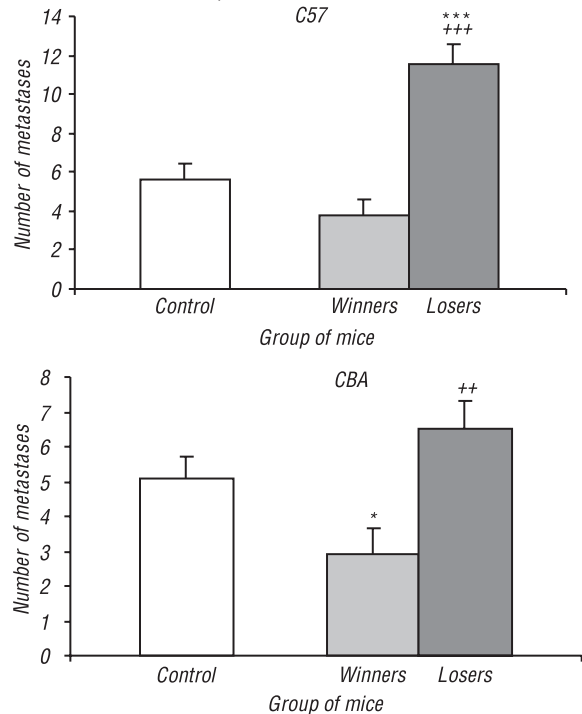 C57
***
+++
14
12
10
8
6
4
2
0
Number of metastases
Control Winners Losers
Group of mice
CBA
++
*
8
7
6
5
4
3
2
1
0
Number of metastases
Control Winners Losers
Group of mice